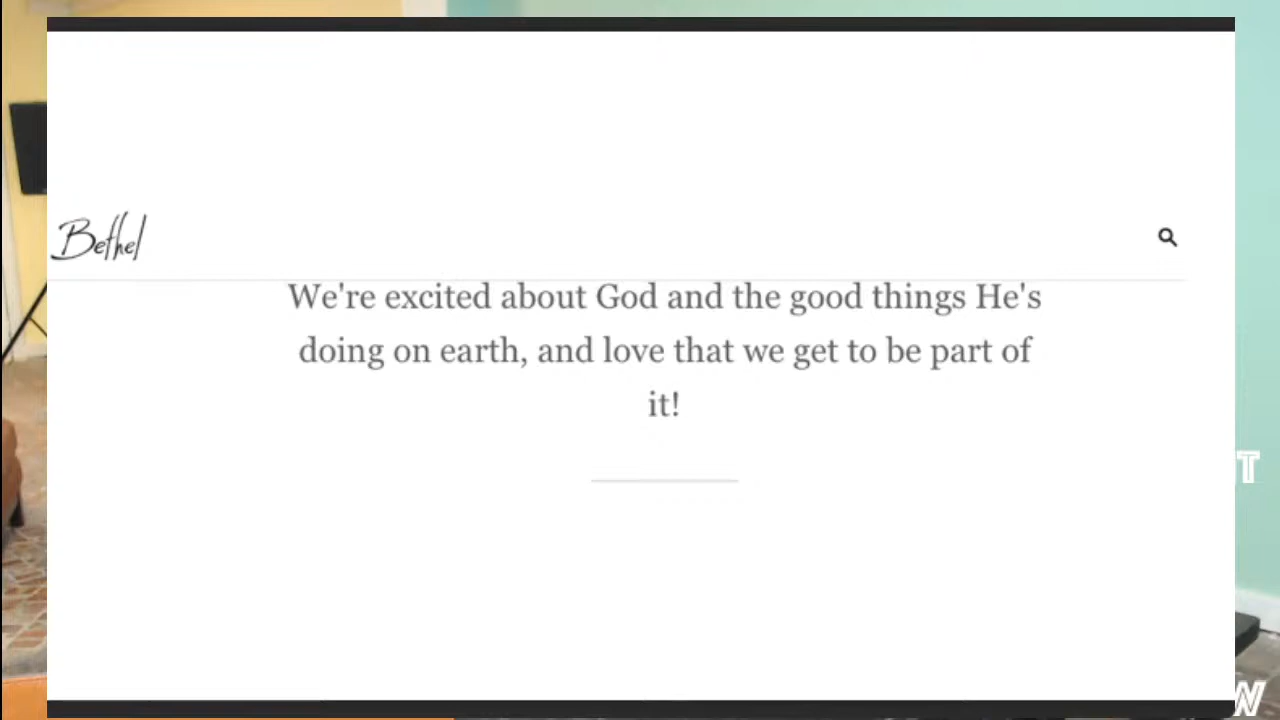 Bethel
We're excited about God and the good things He's
doing on earth, and love that we get to be part of
it!
T
W